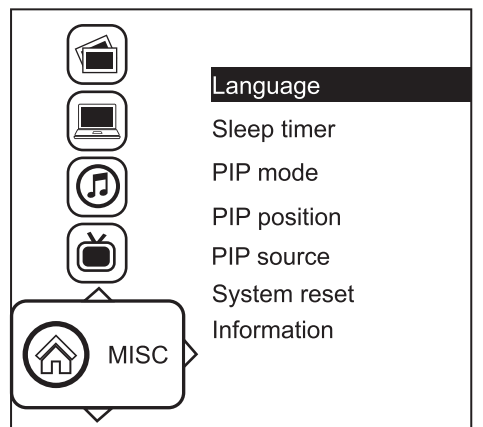 Language
Sleep timer
PIP mode
PIP position
PIP source
System reset
Information
MISC